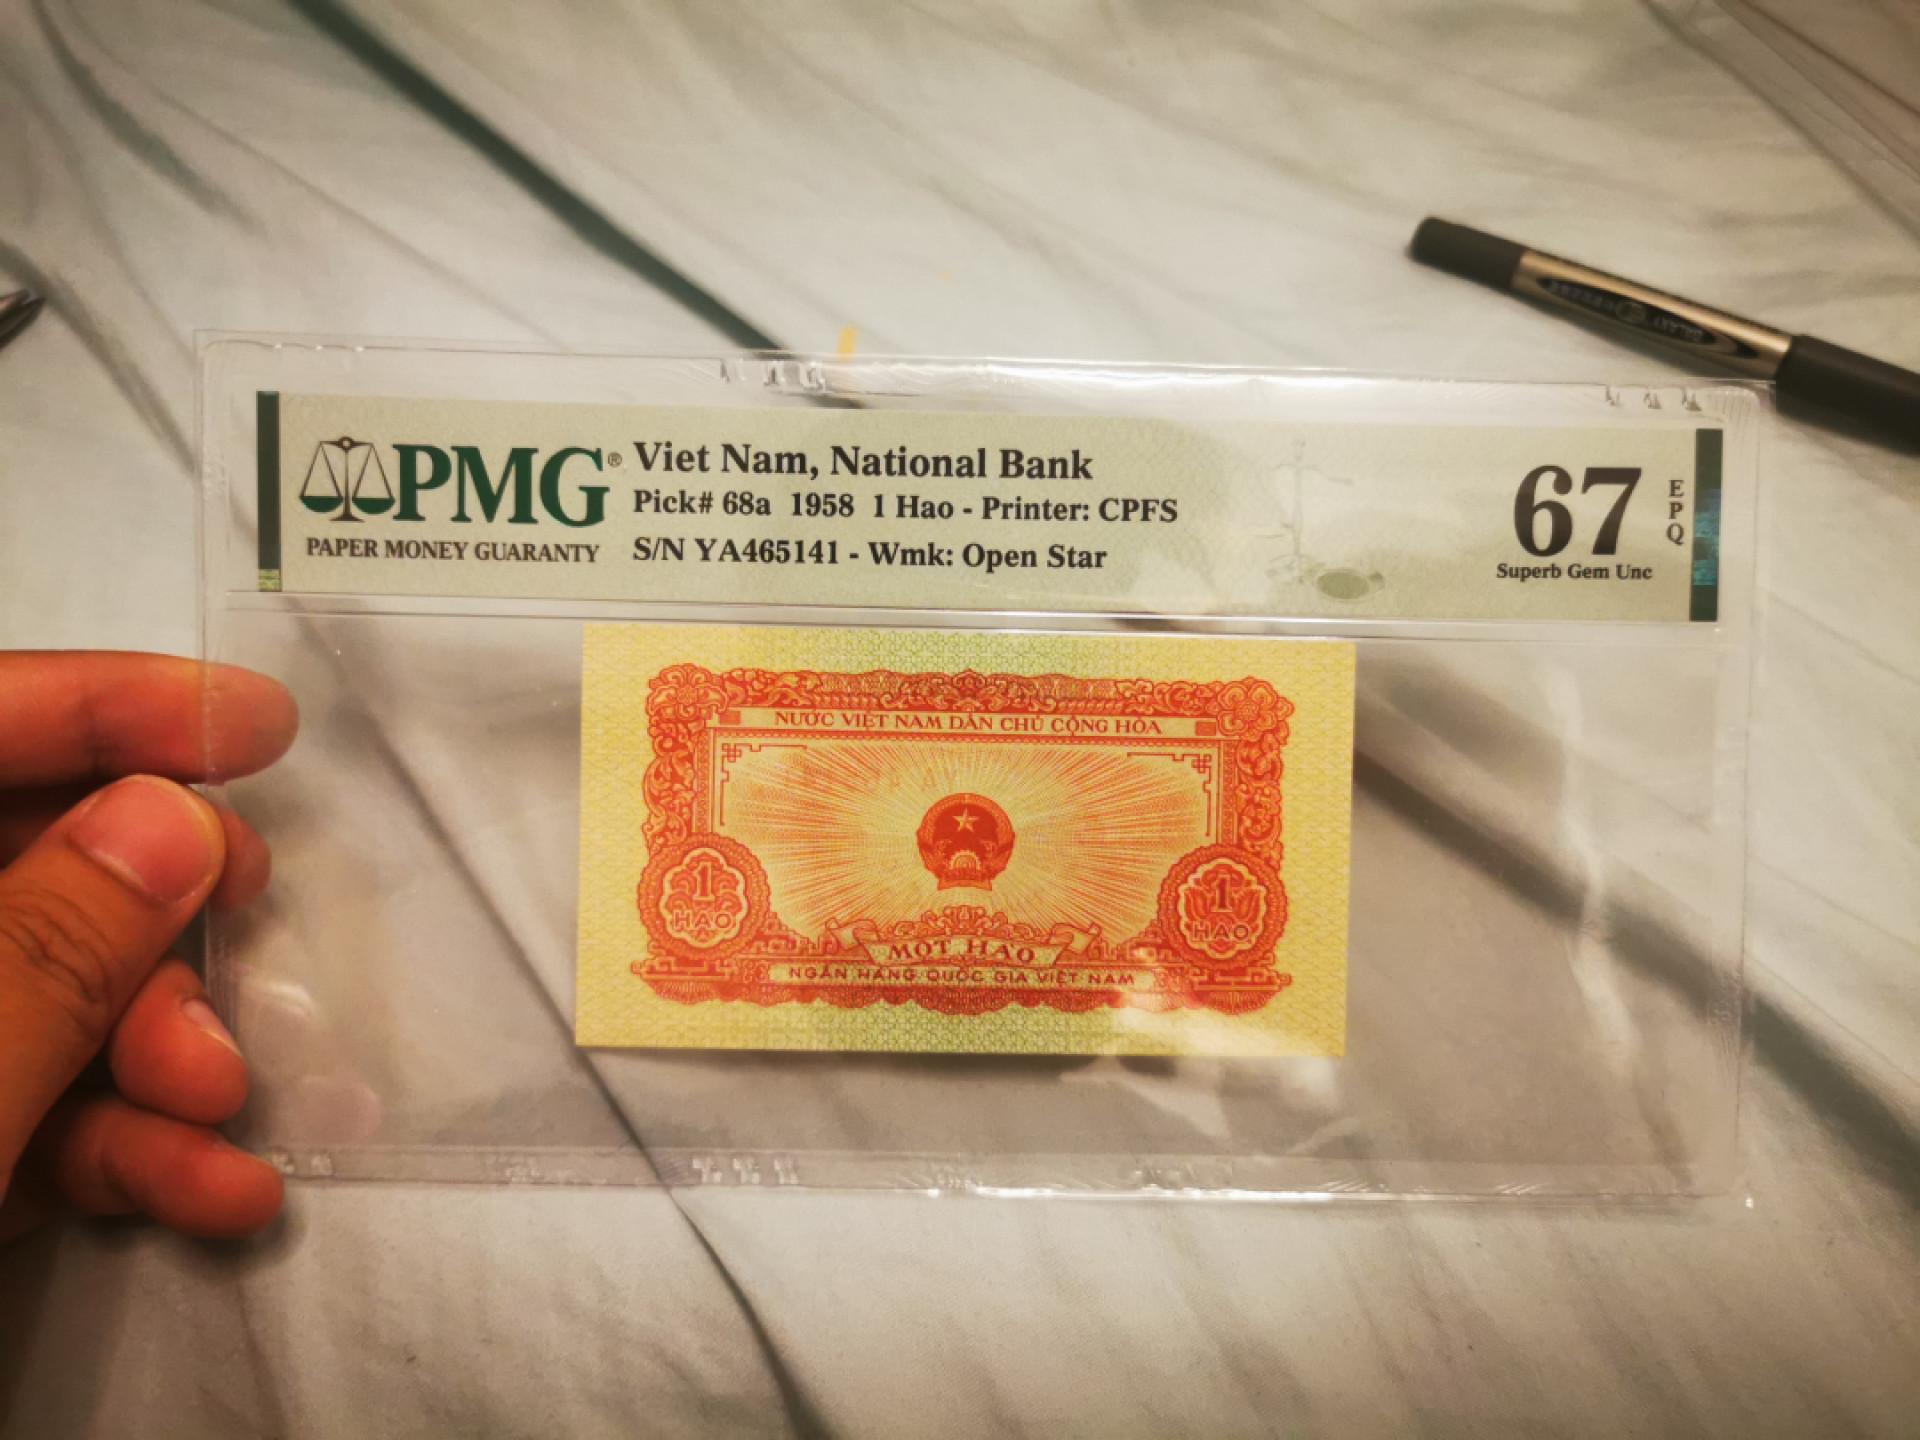 PMG®
PAPER MONEY GUARANTY
Viet Nam, National Bank
Pick# 68a 1958 1 Hao - Printer: CPFS
S/N YA465141 - Wmk: Open Star
67
EPQ
Superb Gem Unc
NƯỚC VIỆT NAM DÂN CHỦ CỘNG HÒA
1
HAO
1
HAO
MỘT HÀO
NGÂN HÀNG QUỐC GIA VIỆT NAM